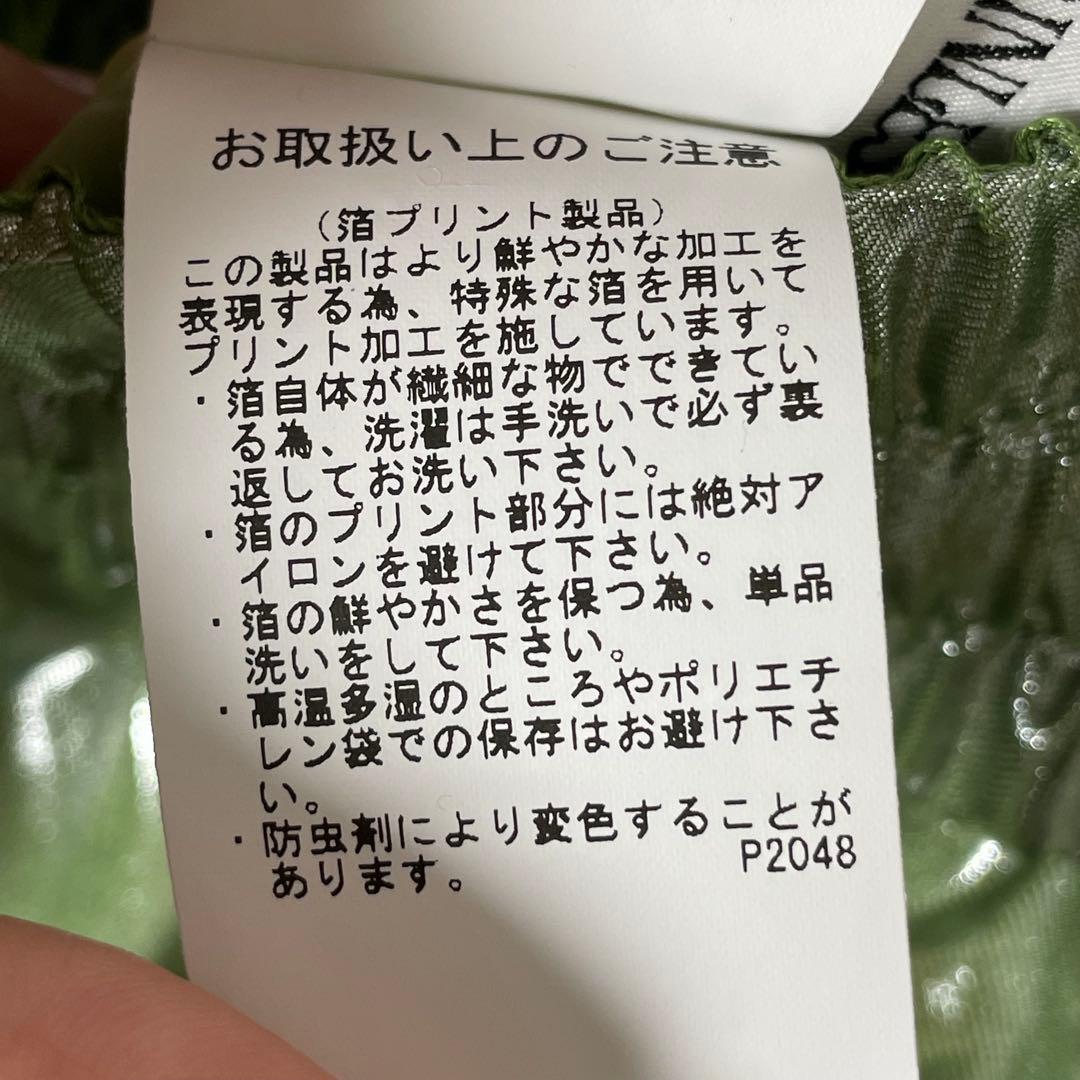 お取扱い上のご注意
(箔プリント製品)
この製品はより鮮やかな加工を
表現する為、特殊な箔を用いて
プリント加工を施しています。
・箔自体が繊細な物でできてい
る為、洗濯は手洗いで必ず裏
返してお洗い下さい。
・箔のプリント部分には絶対ア
イロンを避けて下さい。
・箔の鮮やかさを保つ為、単品
洗いをして下さい。
・高温多湿のところやポリエチ
レン袋での保存はお避け下さ
い。
・防虫剤により変色することが
あります。
P2048